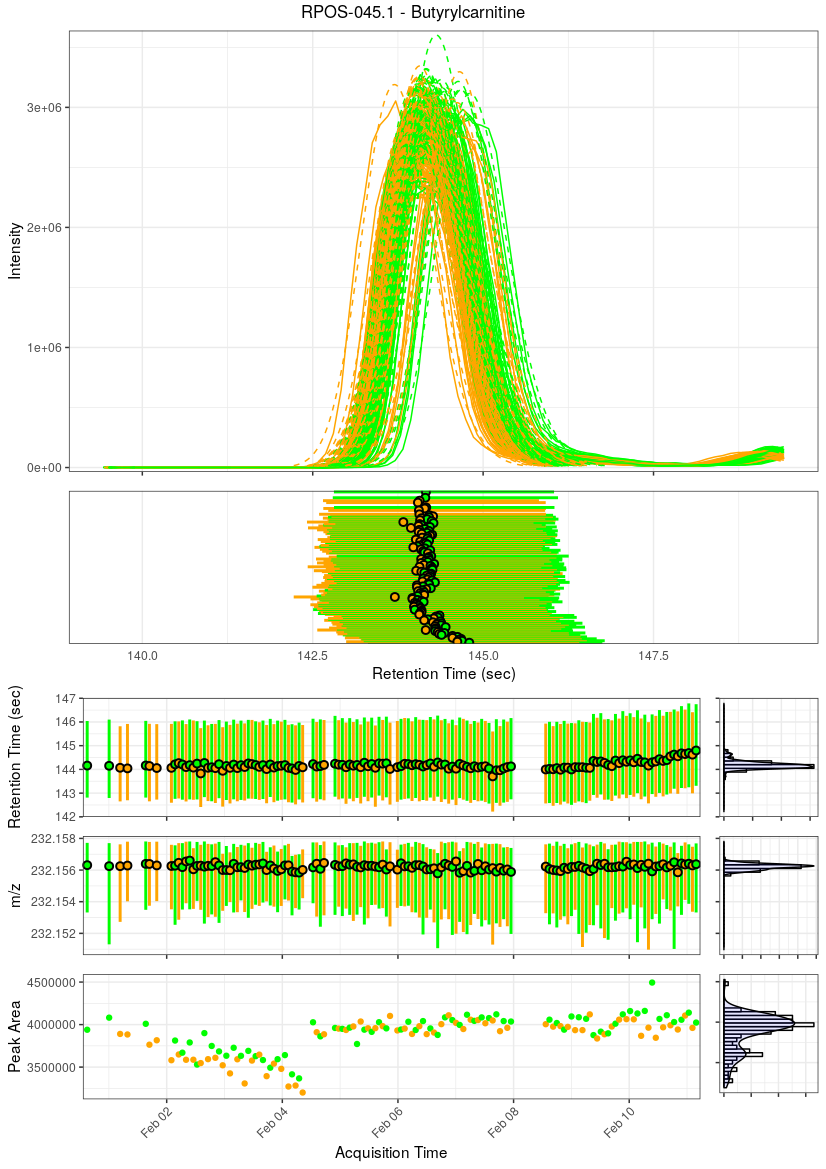 RPOS-045.1 - Butyrylcarnitine
3e+06
2e+06
1e+06
0e+00
Intensity
140.0 142.5 145.0 147.5
Retention Time (sec)
147
146
145
144
143
142
Retention Time (sec)
232.158
232.156
232.154
232.152
m/z
4500000
4000000
3500000
Peak Area
Feb 02 Feb 04 Feb 06 Feb 08 Feb 10
Acquisition Time